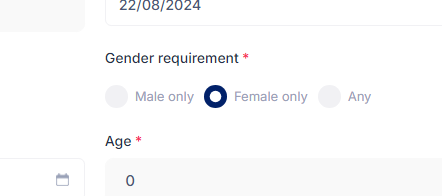 22/08/2024
Gender requirement *
Male only Female only Any
Age *
0